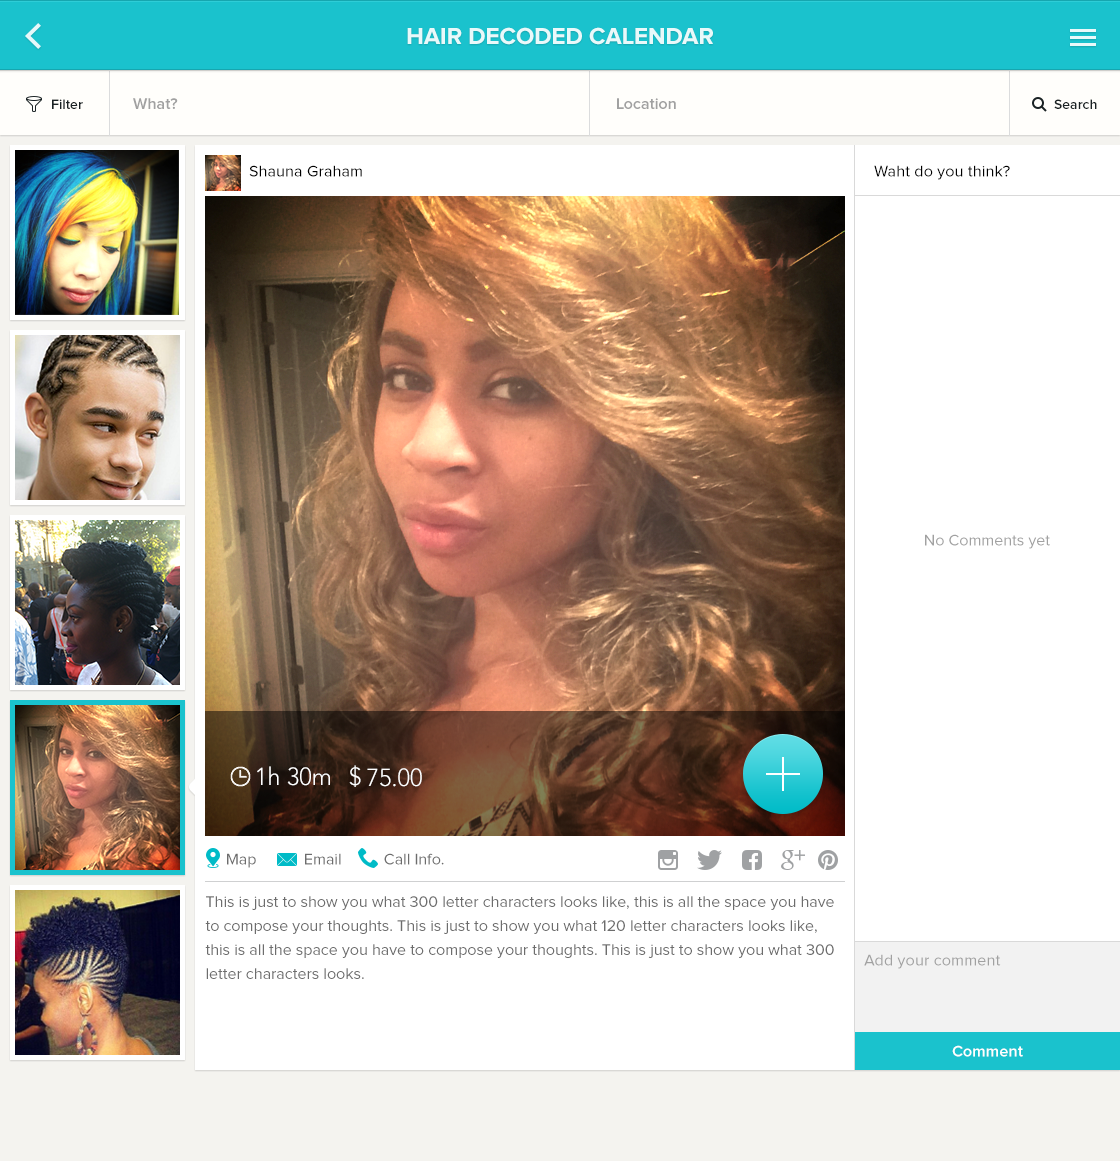 HAIR DECODED CALENDAR
Filter
What?
Location
Search
Shauna Graham
Waht do you think?
No Comments yet
1h 30m $ 75.00
Map Email Call Info.
This is just to show you what 300 letter characters looks like, this is all the space you have
to compose your thoughts. This is just to show you what 120 letter characters looks like,
this is all the space you have to compose your thoughts. This is just to show you what 300
letter characters looks.
Add your comment
Comment